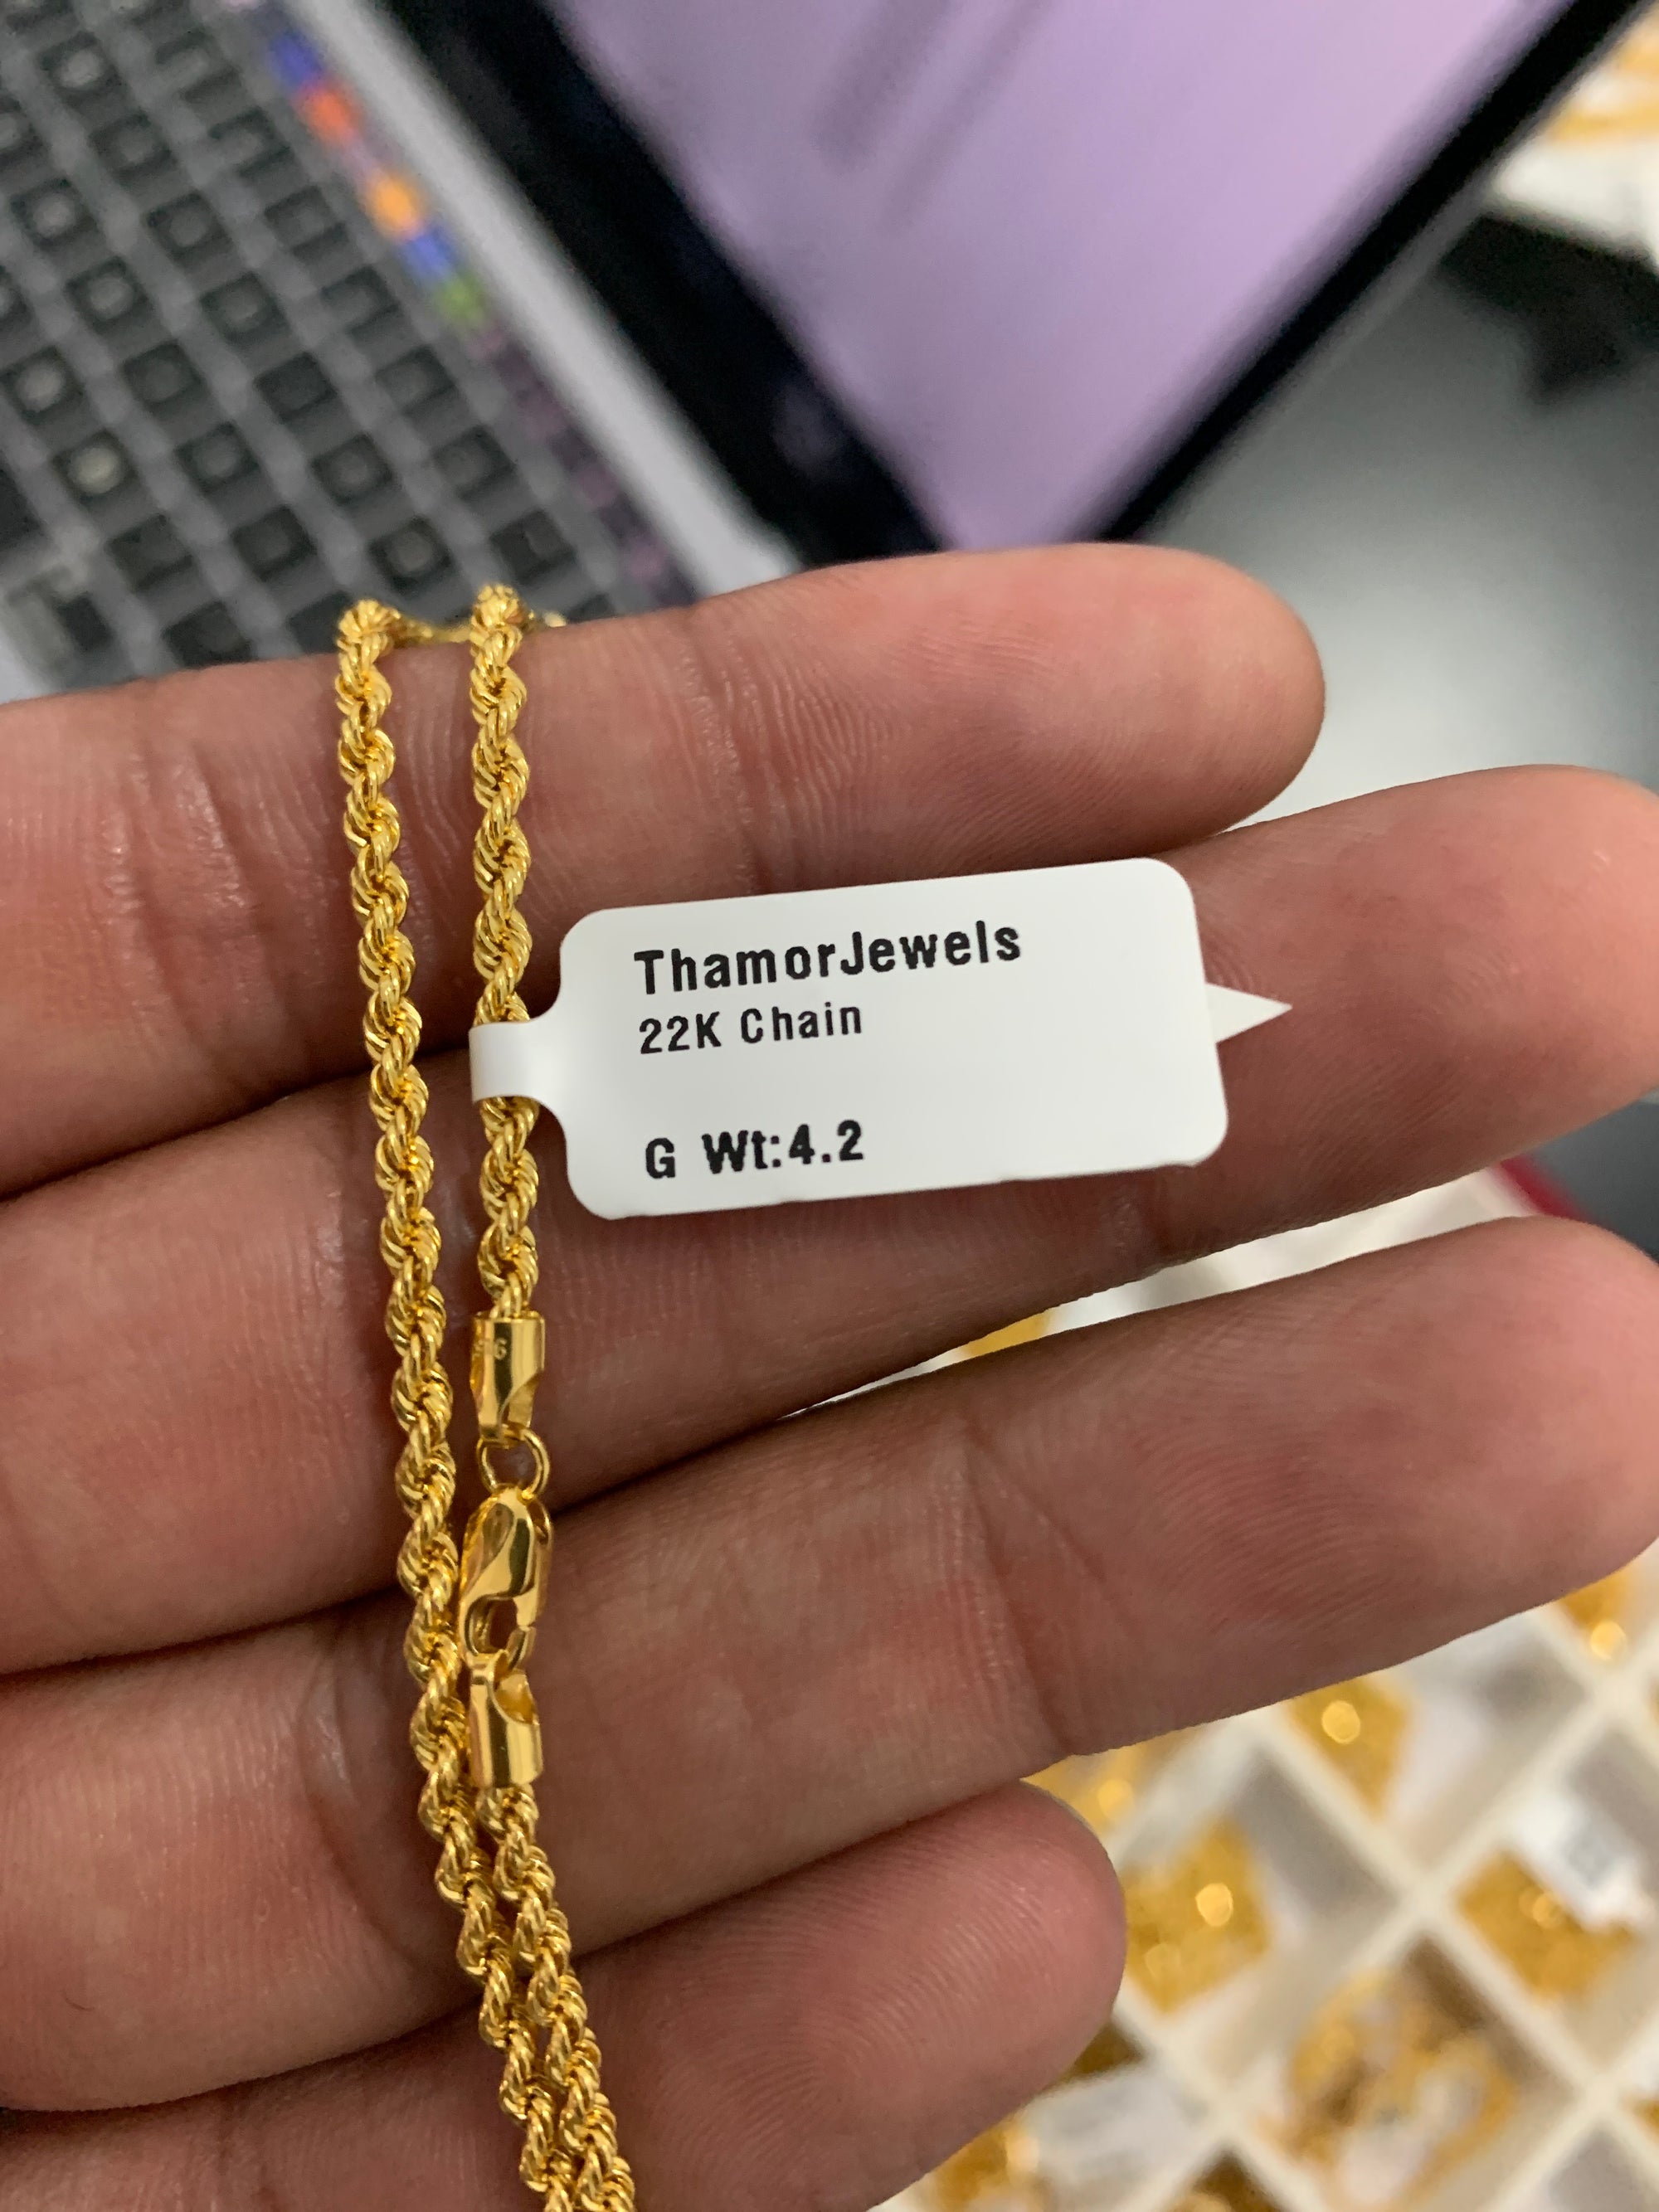 ThamorJewels
22K Chain
G Wt:4.2